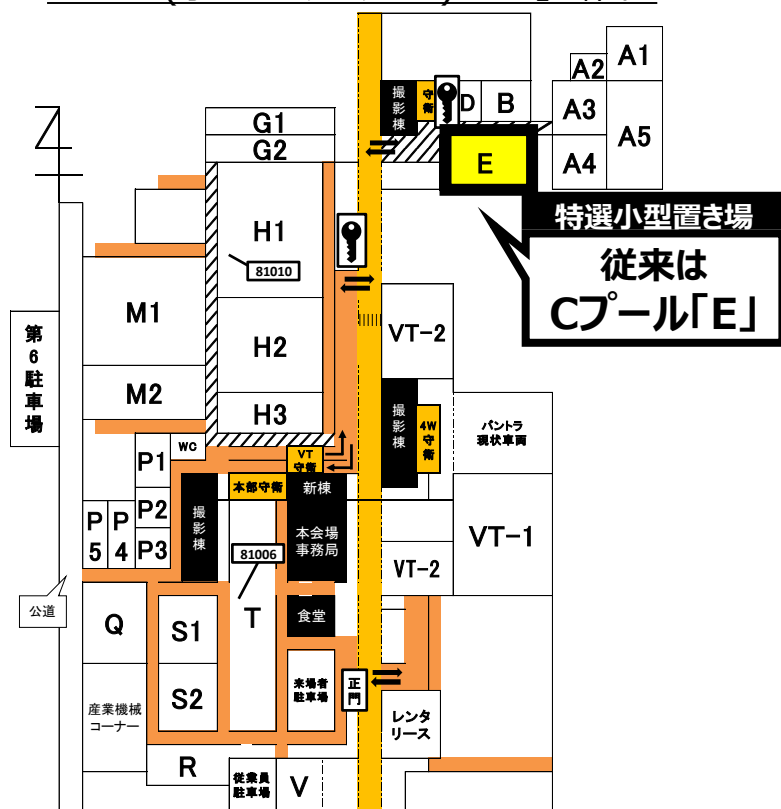 A1
A2
撮影棟
守衛
D
B
A3
A5
G1
G2
E
A4
特選小型置き場
従来は
Cプール「E」
H1
81010
M1
H2
VT-2
第6駐車場
M2
H3
撮影棟
4W
守衛
パントラ
現状車両
WC
P1
VT
守衛
本部守衛
新棟
P5
P4
P2
P3
撮影棟
本会場
事務局
81006
VT-1
VT-2
公道
Q
S1
T
食堂
S2
来場者
駐車場
正門
産業機械
コーナー
レンタ
リース
R
従業員
駐車場
V